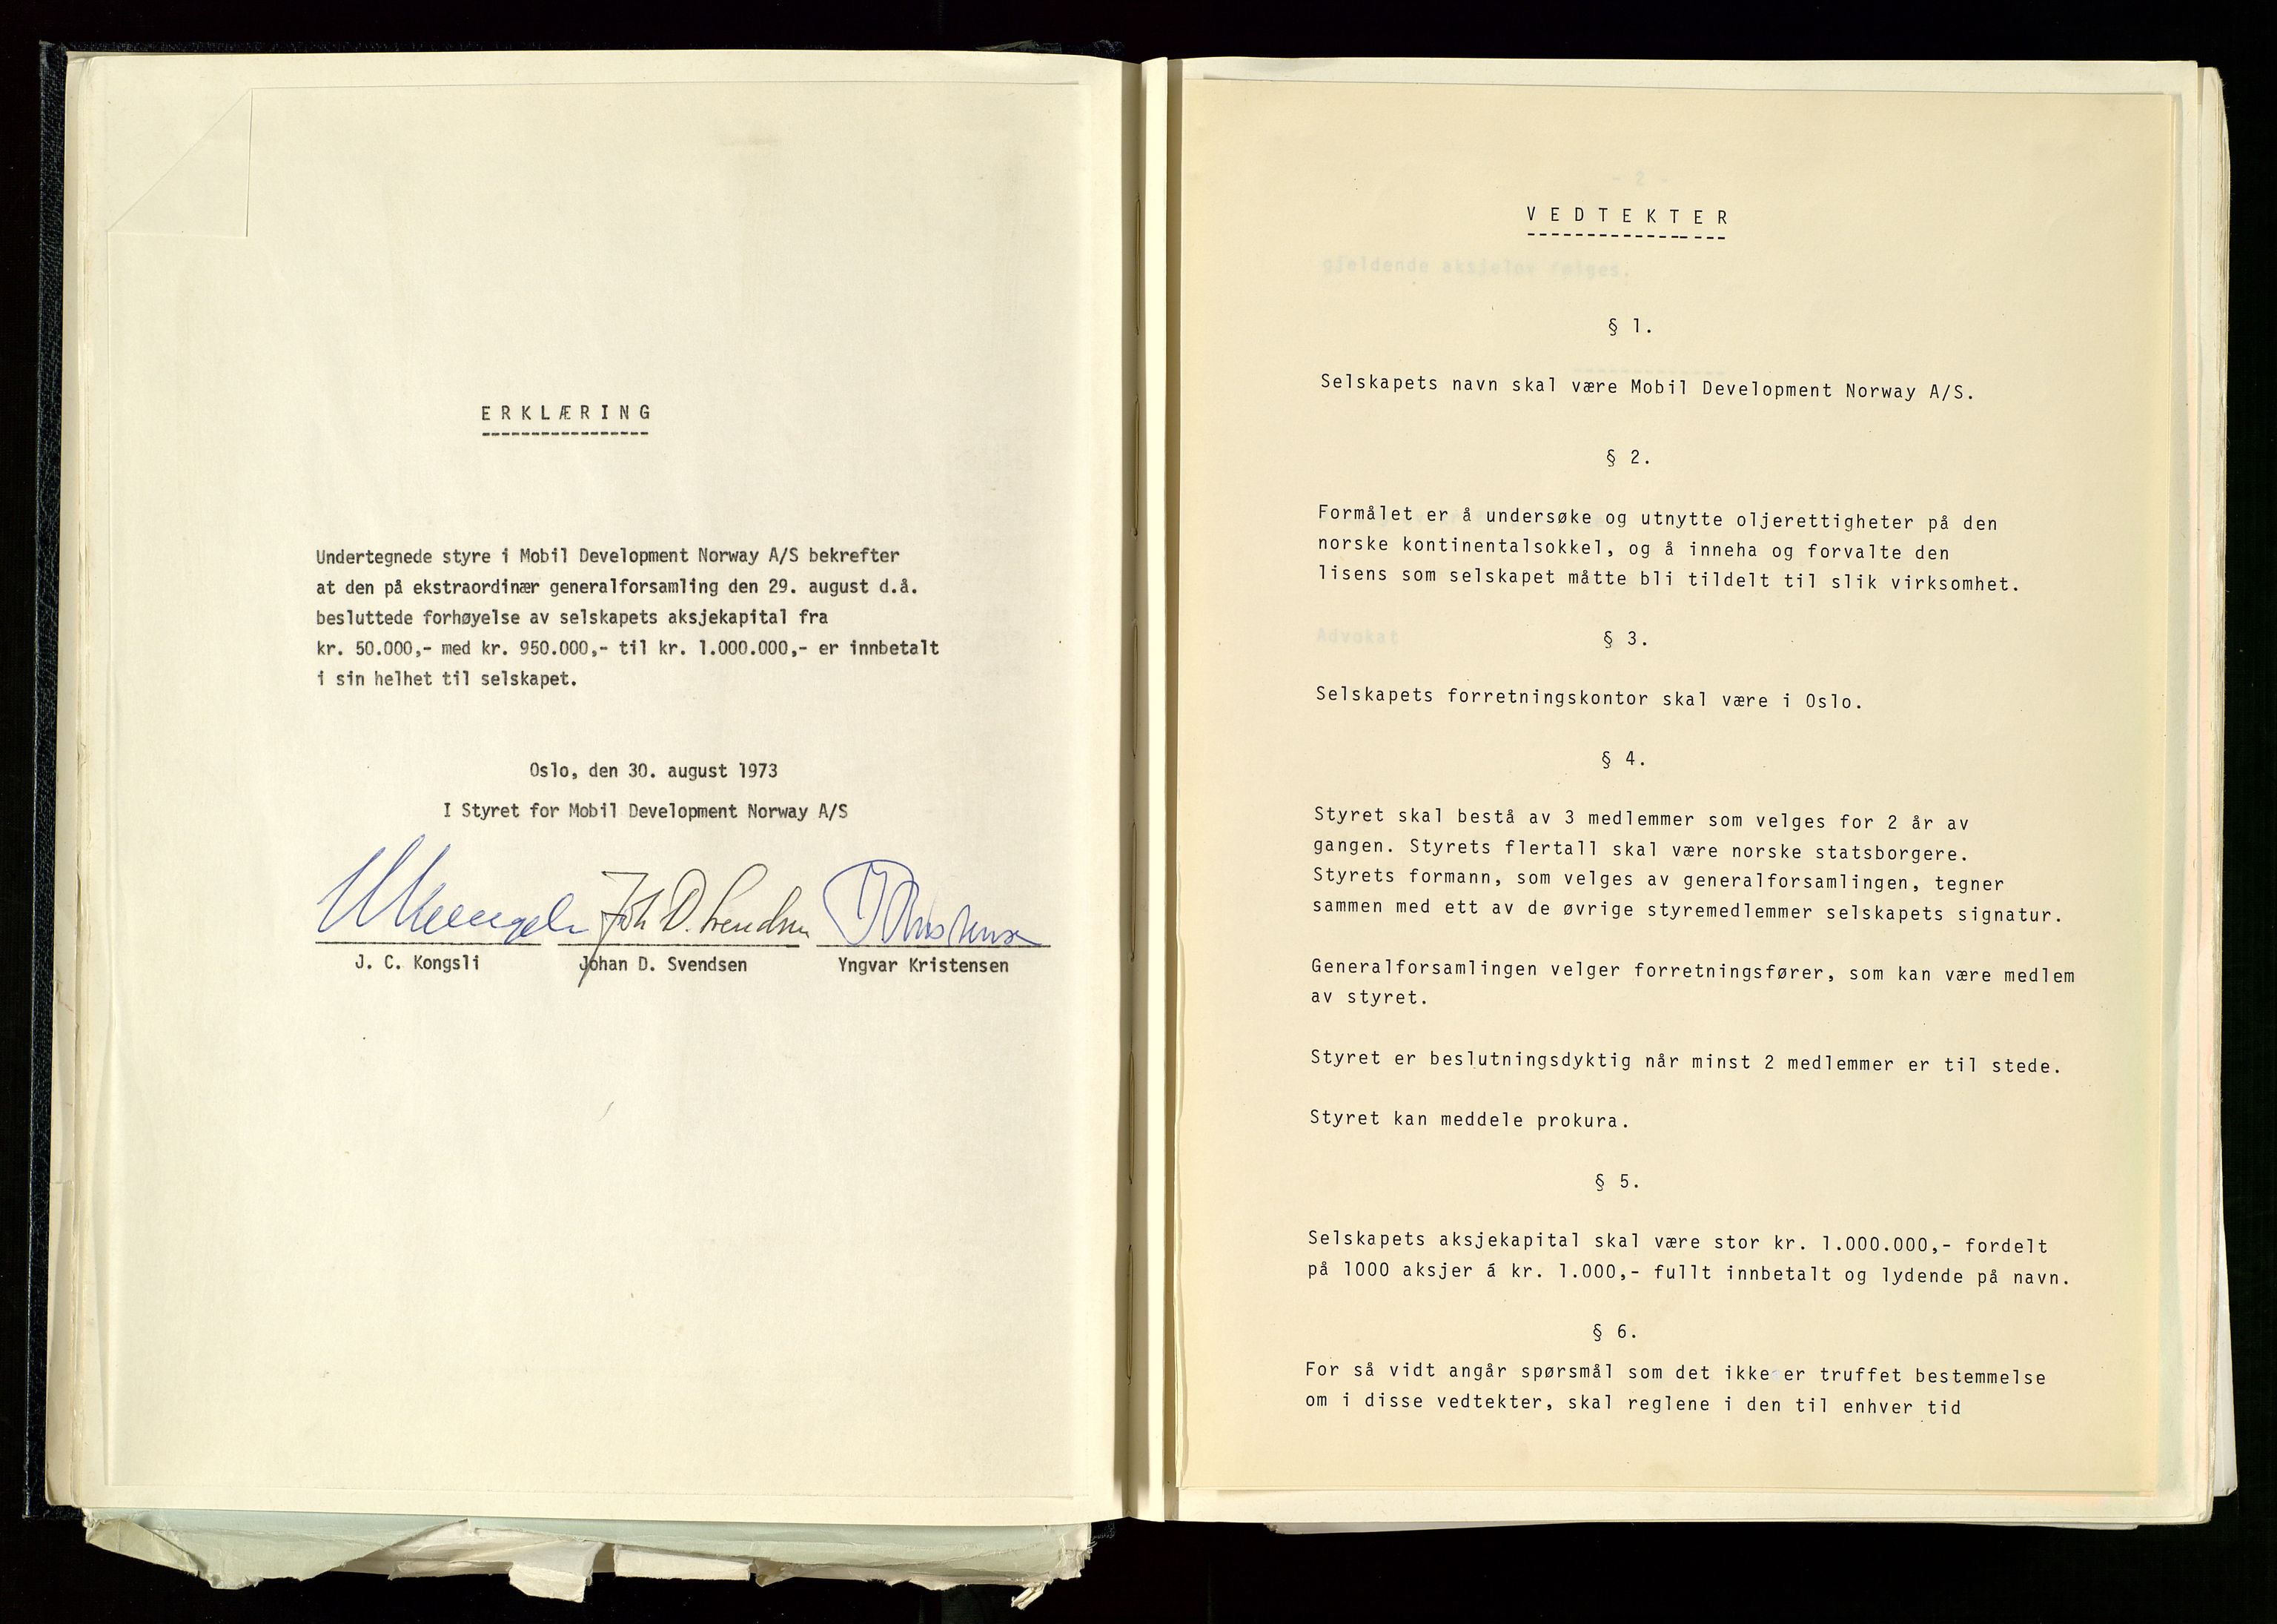 E R K L Æ R I N G
-----------------
Undertegnede styre i Mobil Development Norway A/S bekrefter
at den på ekstraordinær generalforsamling den 29. august d.å.
besluttede forhøyelse av selskapets aksjekapital fra
kr. 50.000,- med kr. 950.000,- til kr. 1.000.000,- er innbetalt
i sin helhet til selskapet.
Oslo, den 30. august 1973
I Styret for Mobil Development Norway A/S
Joh D. Svendsen
J. C. Kongsli Johan D. Svendsen Yngvar Kristensen
- 2 -
V E D T E K T E R
-----------------
gjeldende aksjelov følges.
§ 1.
Selskapets navn skal være Mobil Development Norway A/S.
§ 2.
Formålet er å undersøke og utnytte oljerettigheter på den
norske kontinentalsokkel, og å inneha og forvalte den
lisens som selskapet måtte bli tildelt til slik virksomhet.
Advokat
§ 3.
Selskapets forretningskontor skal være i Oslo.
§ 4.
Styret skal bestå av 3 medlemmer som velges for 2 år av
gangen. Styrets flertall skal være norske statsborgere.
Styrets formann, som velges av generalforsamlingen, tegner
sammen med ett av de øvrige styremedlemmer selskapets signatur.
Generalforsamlingen velger forretningsfører, som kan være medlem
av styret.
Styret er beslutningsdyktig når minst 2 medlemmer er til stede.
Styret kan meddele prokura.
§ 5.
Selskapets aksjekapital skal være stor kr. 1.000.000,- fordelt
på 1000 aksjer á kr. 1.000,- fullt innbetalt og lydende på navn.
§ 6.
For så vidt angår spørsmål som det ikke er truffet bestemmelse
om i disse vedtekter, skal reglene i den til enhver tid